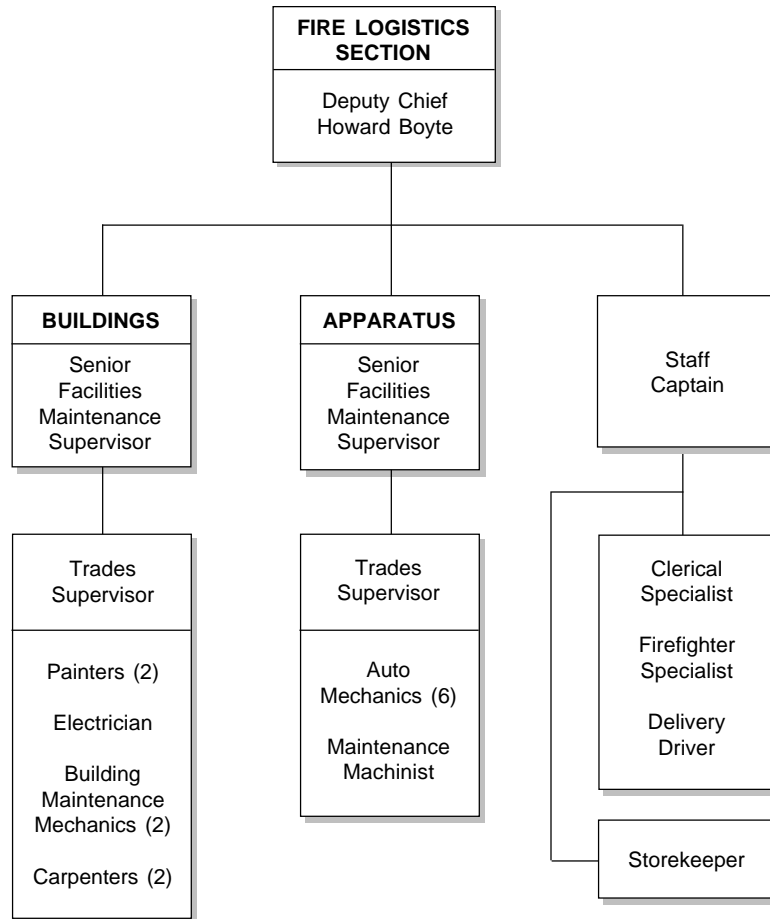 FIRE LOGISTICS
SECTION
Deputy Chief
Howard Boyte
BUILDINGS
Senior
Facilities
Maintenance
Supervisor
Trades
Supervisor
Painters (2)
Electrician
Building
Maintenance
Mechanics (2)
Carpenters (2)
APPARATUS
Senior
Facilities
Maintenance
Supervisor
Trades
Supervisor
Auto
Mechanics (6)
Maintenance
Machinist
Staff
Captain
Clerical
Specialist
Firefighter
Specialist
Delivery
Driver
Storekeeper